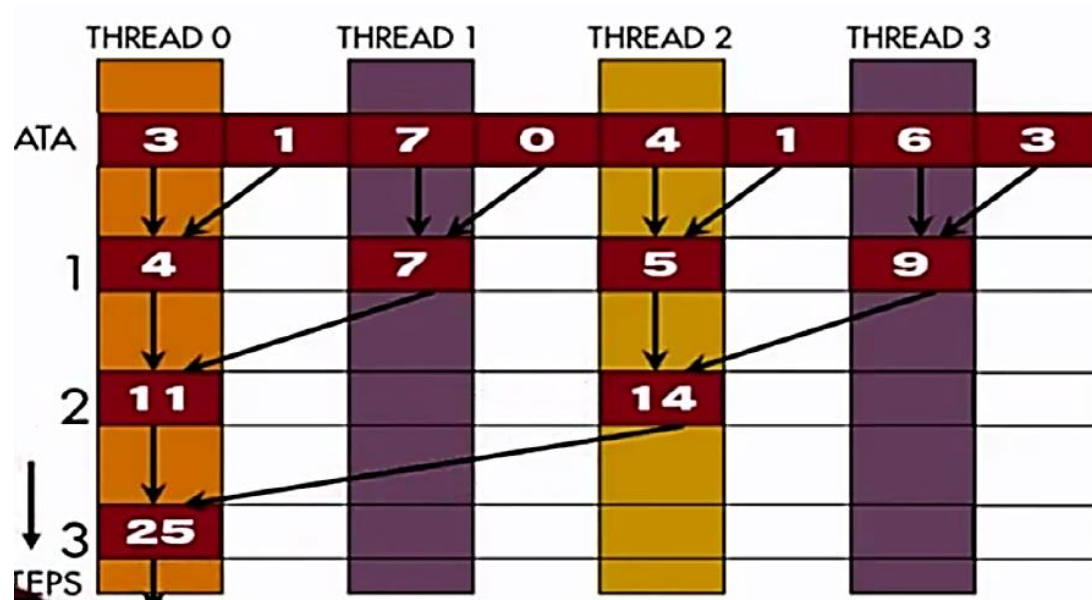 THREAD 0 THREAD 1 THREAD 2 THREAD 3
ATA 3 1 7 0 4 1 6 3
1 4 7 5 9
2 11 14
3 25
TEPS